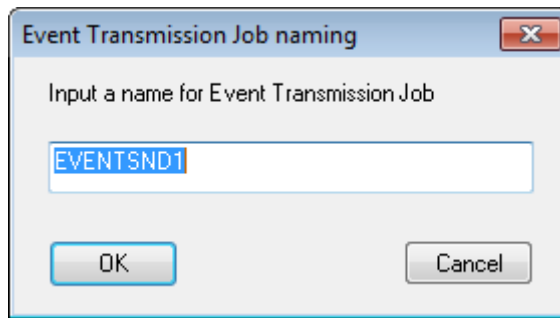 Event Transmission Job naming
Input a name for Event Transmission Job
EVENTSND1
OK
Cancel